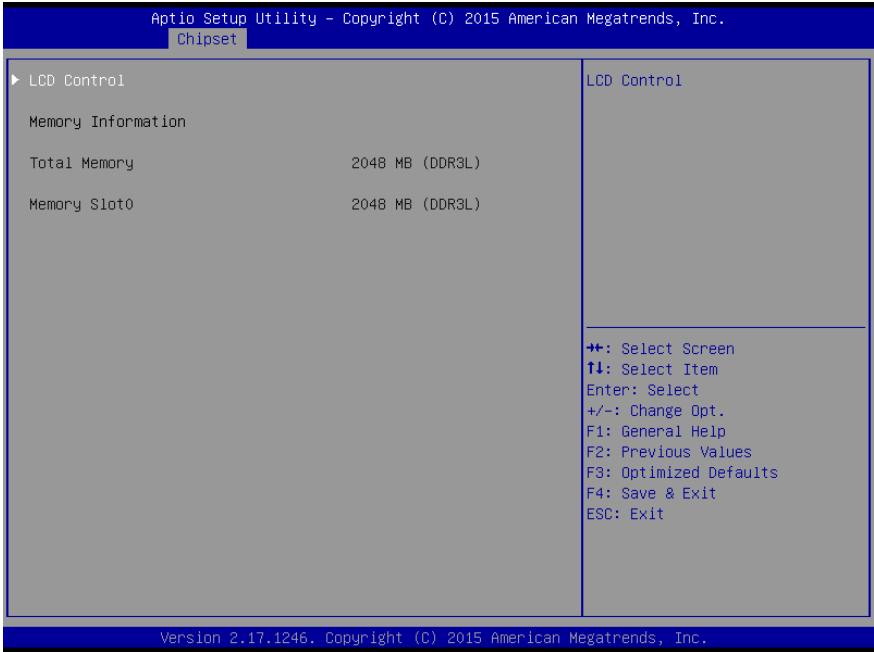 Aptio Setup Utility – Copyright (C) 2015 American Megatrends, Inc.
Chipset
► LCD Control
Memory Information
Total Memory 2048 MB (DDR3L)
Memory Slot0 2048 MB (DDR3L)
LCD Control
→←: Select Screen
↑↓: Select Item
Enter: Select
+/-: Change Opt.
F1: General Help
F2: Previous Values
F3: Optimized Defaults
F4: Save & Exit
ESC: Exit
Version 2.17.1246. Copyright (C) 2015 American Megatrends, Inc.